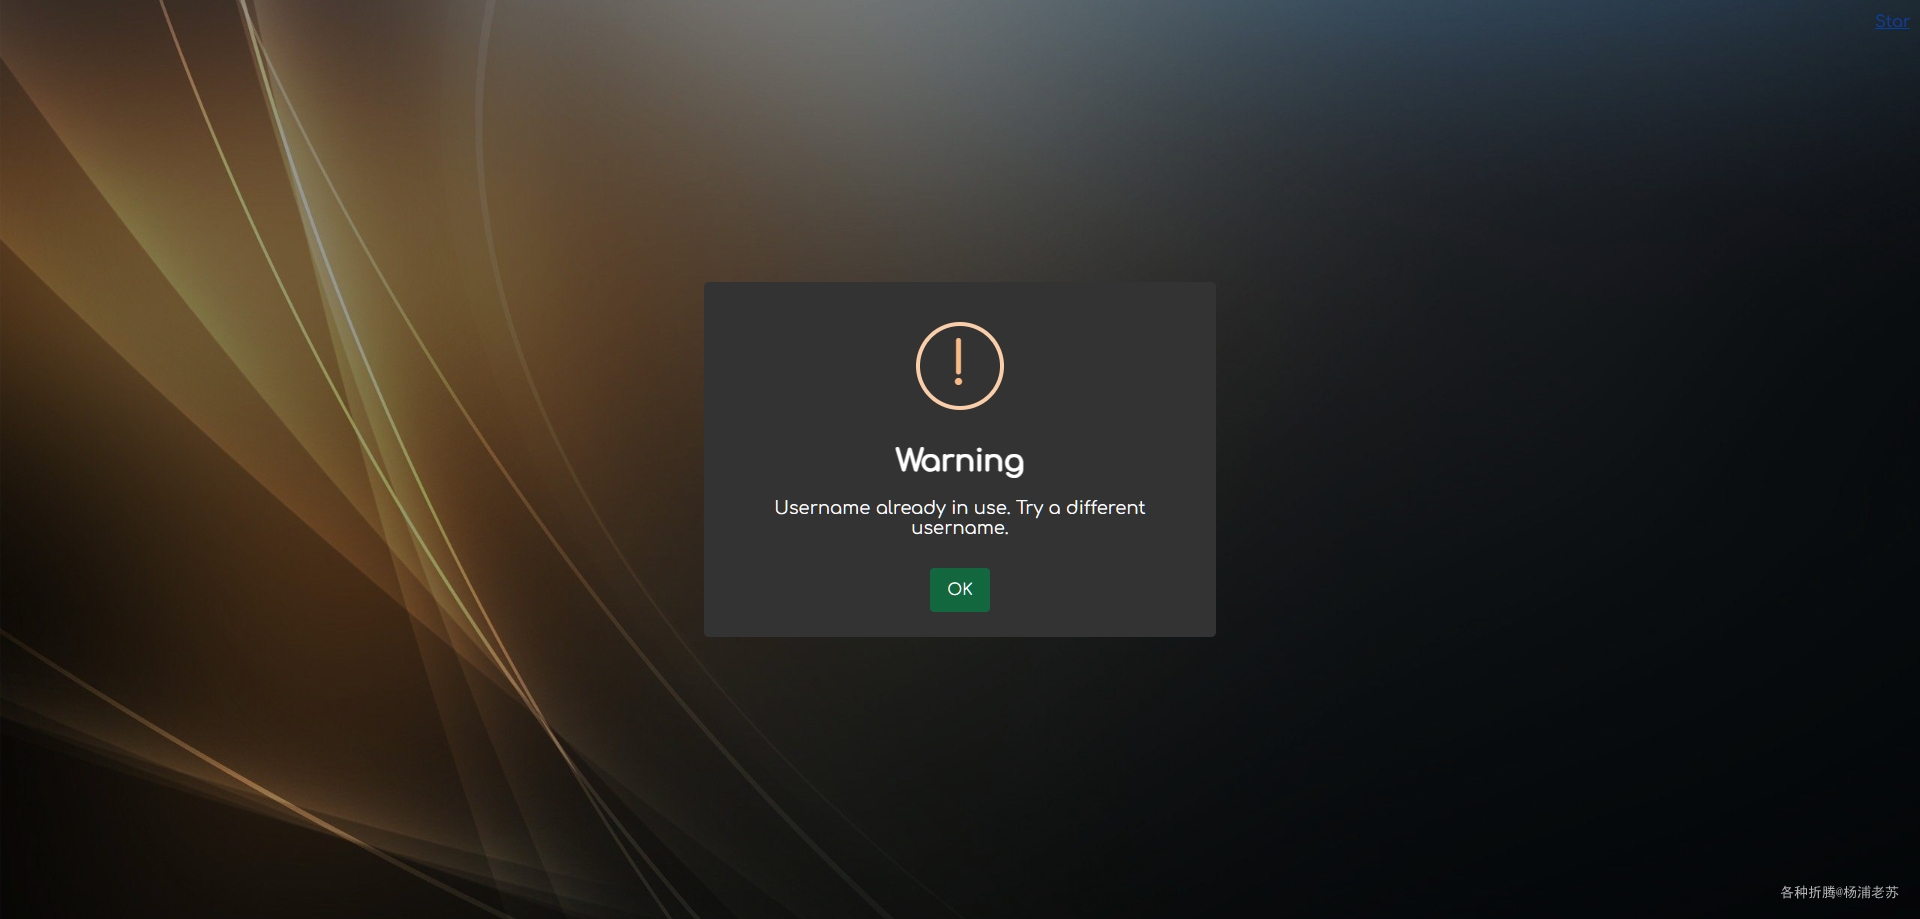 Star
!
Warning
Username already in use. Try a different
username.
OK
各种折腾@杨浦老苏